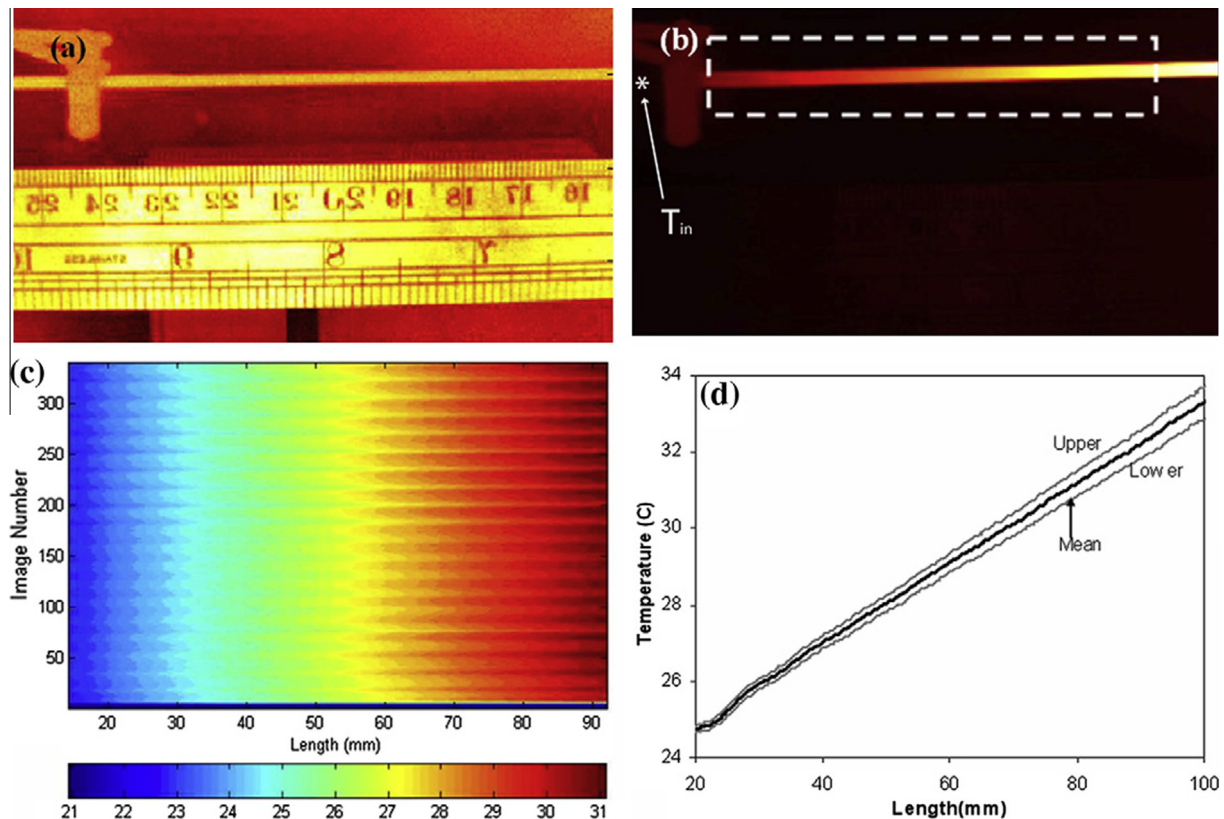 (a)
25 24 23 22 21 20 19 18 17 16
10 STAINLESS 9 8 7
(b)
*
Tin
(c)
Image Number
300
250
200
150
100
50
20 30 40 50 60 70 80 90
Length (mm)
21 22 23 24 25 26 27 28 29 30 31
(d)
Temperature (C)
34
32
30
28
26
24
Upper
Lower
Mean
20 40 60 80 100
Length(mm)